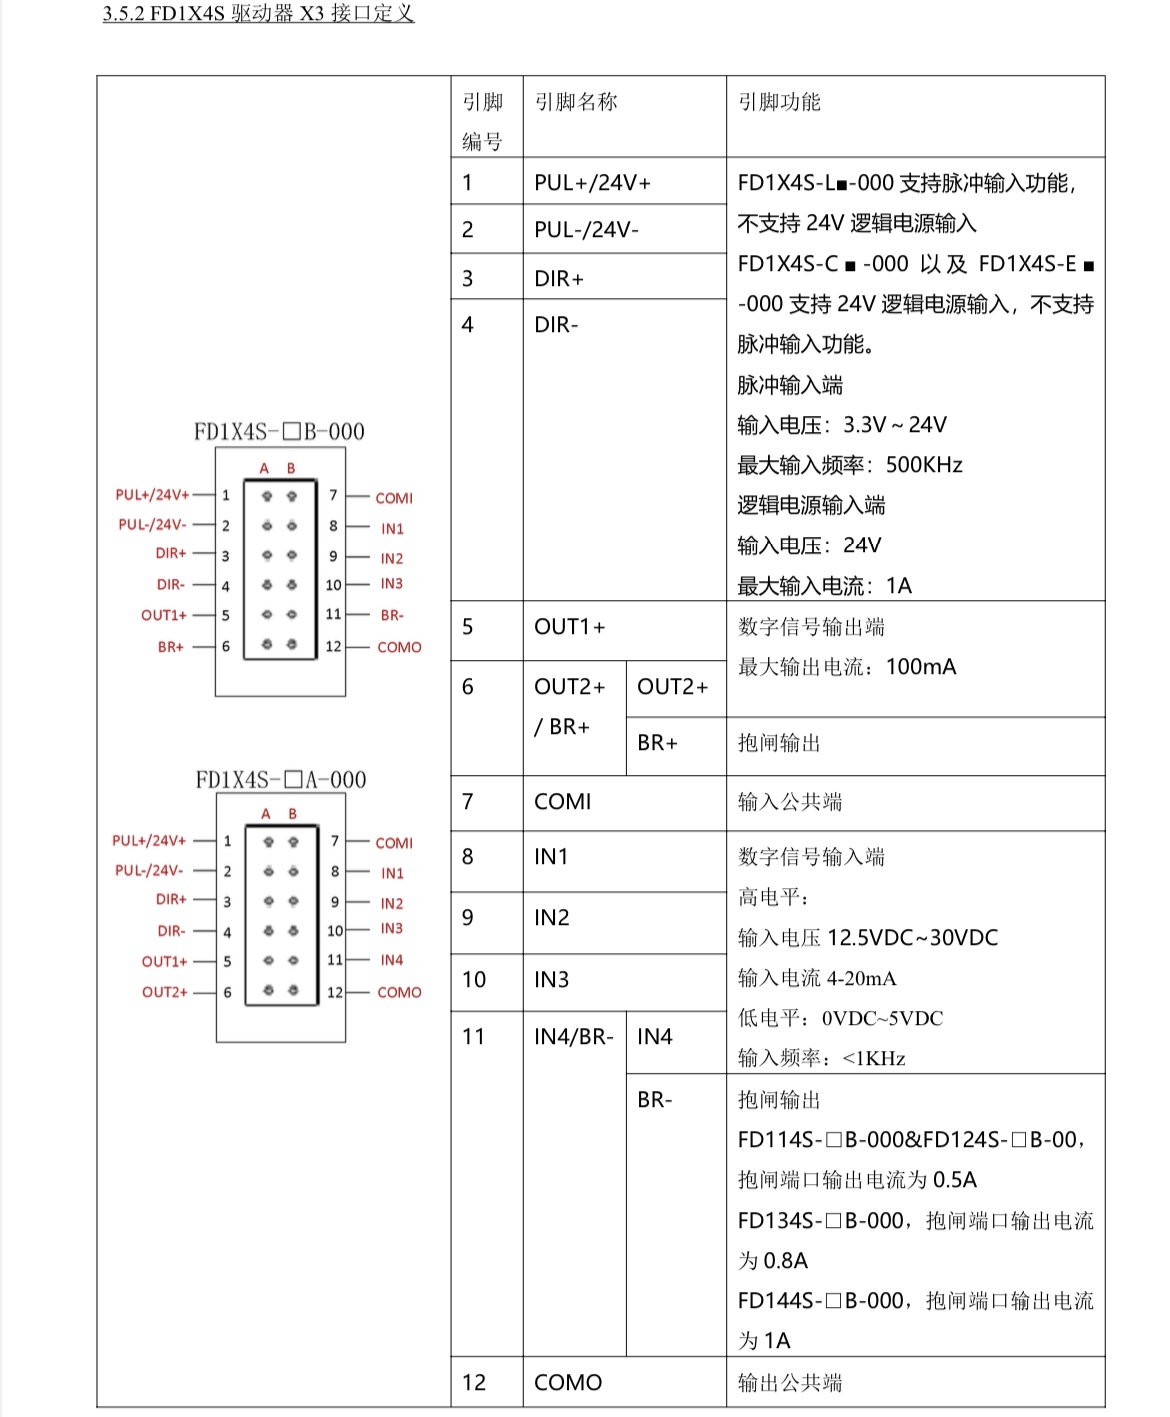 3.5.2 FD1X4S 驱动器 X3 接口定义
FD1X4S-□B-000
A B
PUL+/24V+ 1 7 COMI
PUL-/24V- 2 8 IN1
DIR+ 3 9 IN2
DIR- 4 10 IN3
OUT1+ 5 11 BR-
BR+ 6 12 COMO
FD1X4S-□A-000
A B
PUL+/24V+ 1 7 COMI
PUL-/24V- 2 8 IN1
DIR+ 3 9 IN2
DIR- 4 10 IN3
OUT1+ 5 11 IN4
OUT2+ 6 12 COMO
引脚
编号
引脚名称
引脚功能
1
PUL+/24V+
2
PUL-/24V-
3
DIR+
4
DIR-
FD1X4S-L■-000 支持脉冲输入功能，
不支持 24V 逻辑电源输入
FD1X4S-C ■ -000 以及 FD1X4S-E ■
-000 支持 24V 逻辑电源输入，不支持
脉冲输入功能。
脉冲输入端
输入电压：3.3V ~ 24V
最大输入频率：500KHz
逻辑电源输入端
输入电压：24V
最大输入电流：1A
5
OUT1+
数字信号输出端
最大输出电流：100mA
6
OUT2+
/ BR+
OUT2+
BR+
抱闸输出
7
COMI
输入公共端
8
IN1
9
IN2
10
IN3
11
IN4/BR-
IN4
数字信号输入端
高电平：
输入电压 12.5VDC~30VDC
输入电流 4-20mA
低电平：0VDC~5VDC
输入频率：<1KHz
BR-
抱闸输出
FD114S-□B-000&FD124S-□B-00，
抱闸端口输出电流为 0.5A
FD134S-□B-000，抱闸端口输出电流
为 0.8A
FD144S-□B-000，抱闸端口输出电流
为 1A
12
COMO
输出公共端